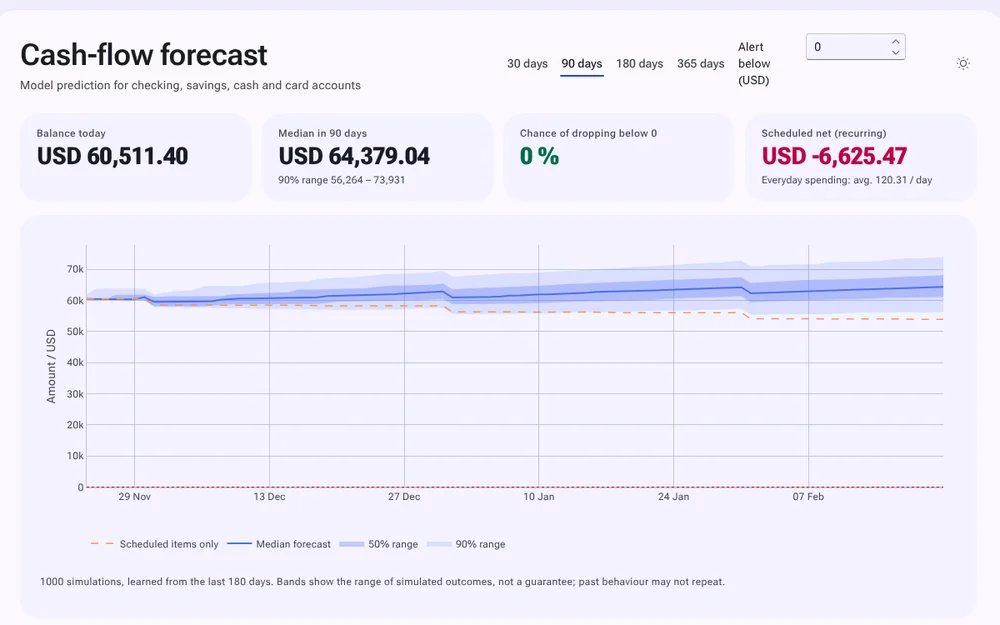 Cash-flow forecast
Model prediction for checking, savings, cash and card accounts
30 days
90 days
180 days
365 days
Alert
below
(USD)
0
Balance today
USD 60,511.40
Median in 90 days
USD 64,379.04
90% range 56,264 – 73,931
Chance of dropping below 0
0 %
Scheduled net (recurring)
USD -6,625.47
Everyday spending: avg. 120.31 / day
Amount / USD
70k
60k
50k
40k
30k
20k
10k
0
29 Nov
13 Dec
27 Dec
10 Jan
24 Jan
07 Feb
Scheduled items only
Median forecast
50% range
90% range
1000 simulations, learned from the last 180 days. Bands show the range of simulated outcomes, not a guarantee; past behaviour may not repeat.